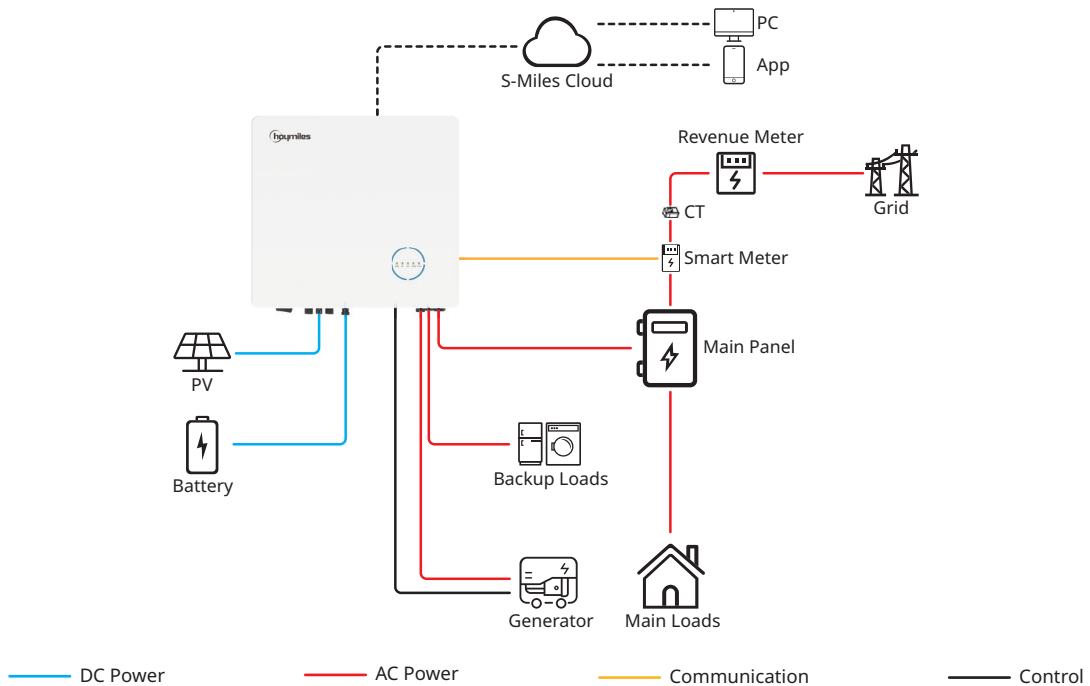 PC
App
S-Miles Cloud
hoymiles
Revenue Meter
Grid
CT
Smart Meter
Main Panel
PV
Battery
Backup Loads
Generator
Main Loads
DC Power
AC Power
Communication
Control